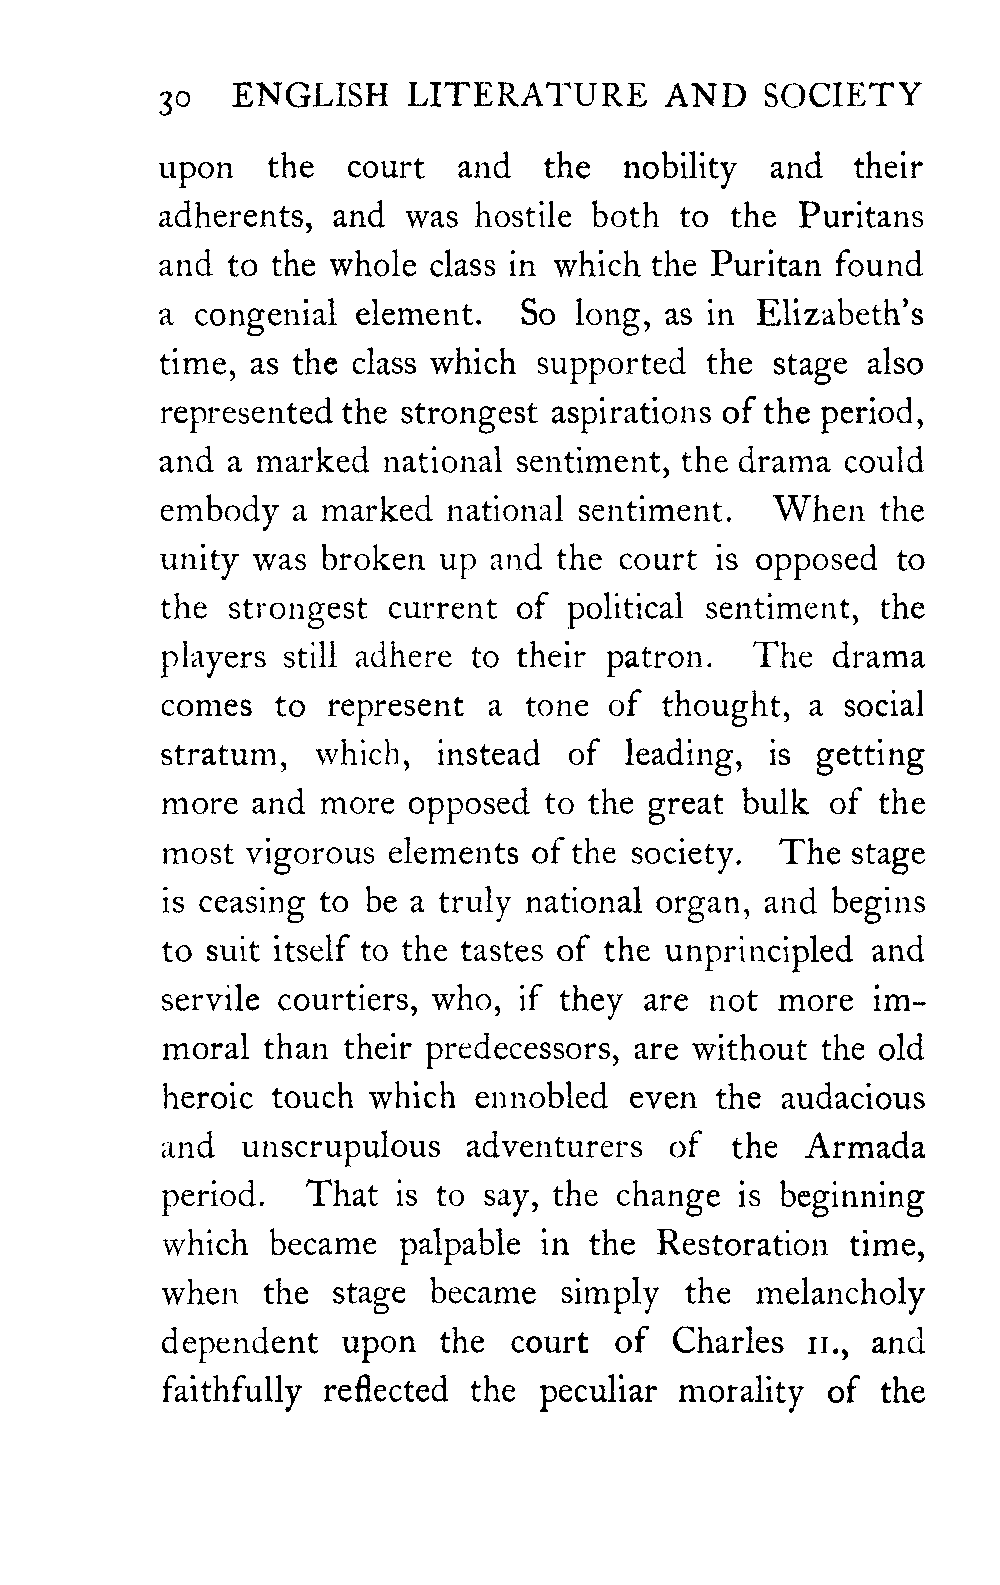 30 ENGLISH LITERATURE AND SOCIETY
upon the court and the nobility and their
adherents, and was hostile both to the Puritans
and to the whole class in which the Puritan found
a congenial element. So long, as in Elizabeth's
time, as the class which supported the stage also
represented the strongest aspirations of the period,
and a marked national sentiment, the drama could
embody a marked national sentiment. When the
unity was broken up and the court is opposed to
the strongest current of political sentiment, the
players still adhere to their patron. The drama
comes to represent a tone of thought, a social
stratum, which, instead of leading, is getting
more and more opposed to the great bulk of the
most vigorous elements of the society. The stage
is ceasing to be a truly national organ, and begins
to suit itself to the tastes of the unprincipled and
servile courtiers, who, if they are not more im-
moral than their predecessors, are without the old
heroic touch which ennobled even the audacious
and unscrupulous adventurers of the Armada
period. That is to say, the change is beginning
which became palpable in the Restoration time,
when the stage became simply the melancholy
dependent upon the court of Charles II., and
faithfully reflected the peculiar morality of the